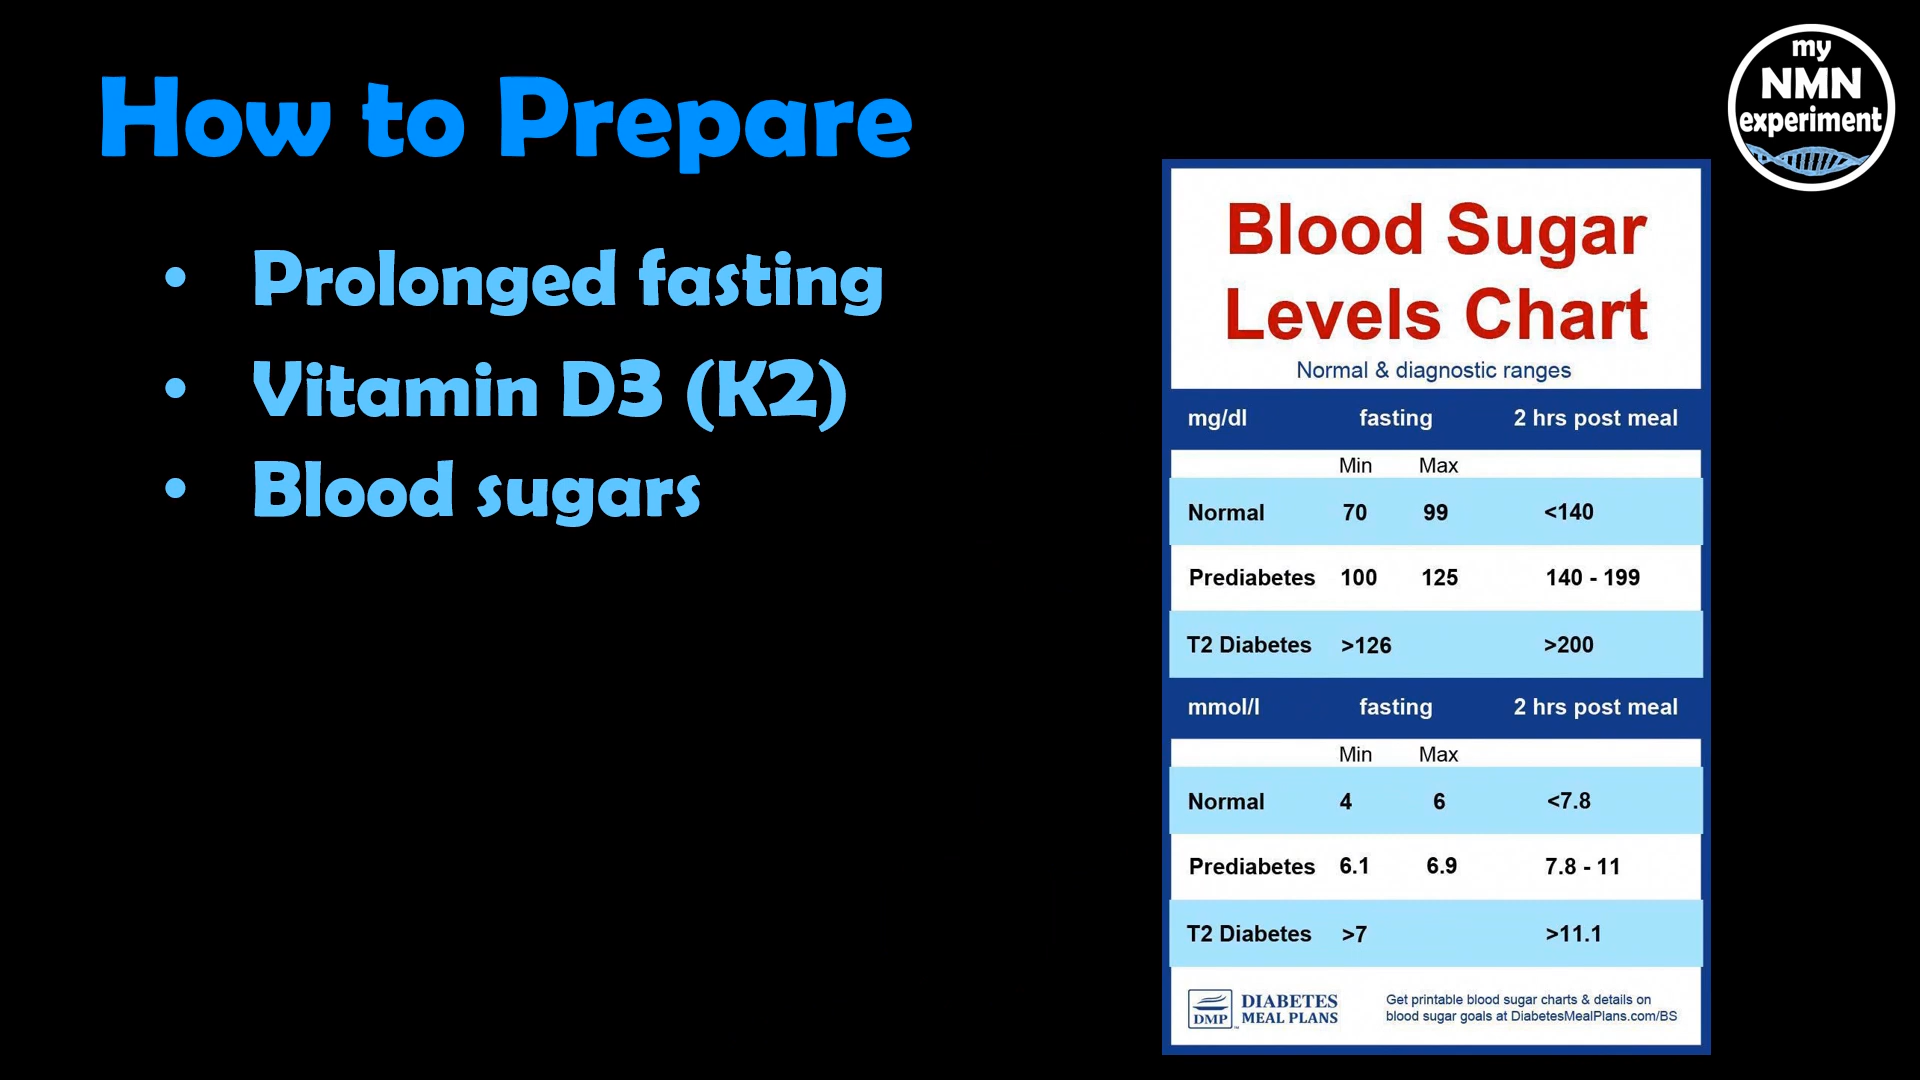 How to Prepare
• Prolonged fasting
• Vitamin D3 (K2)
• Blood sugars
my
NMN
experiment
Blood Sugar
Levels Chart
Normal & diagnostic ranges
mg/dl fasting 2 hrs post meal
Min Max
Normal 70 99 <140
Prediabetes 100 125 140 - 199
T2 Diabetes >126 >200
mmol/l fasting 2 hrs post meal
Min Max
Normal 4 6 <7.8
Prediabetes 6.1 6.9 7.8 - 11
T2 Diabetes >7 >11.1
DMP™
DIABETES
MEAL PLANS
Get printable blood sugar charts & details on
blood sugar goals at DiabetesMealPlans.com/BS